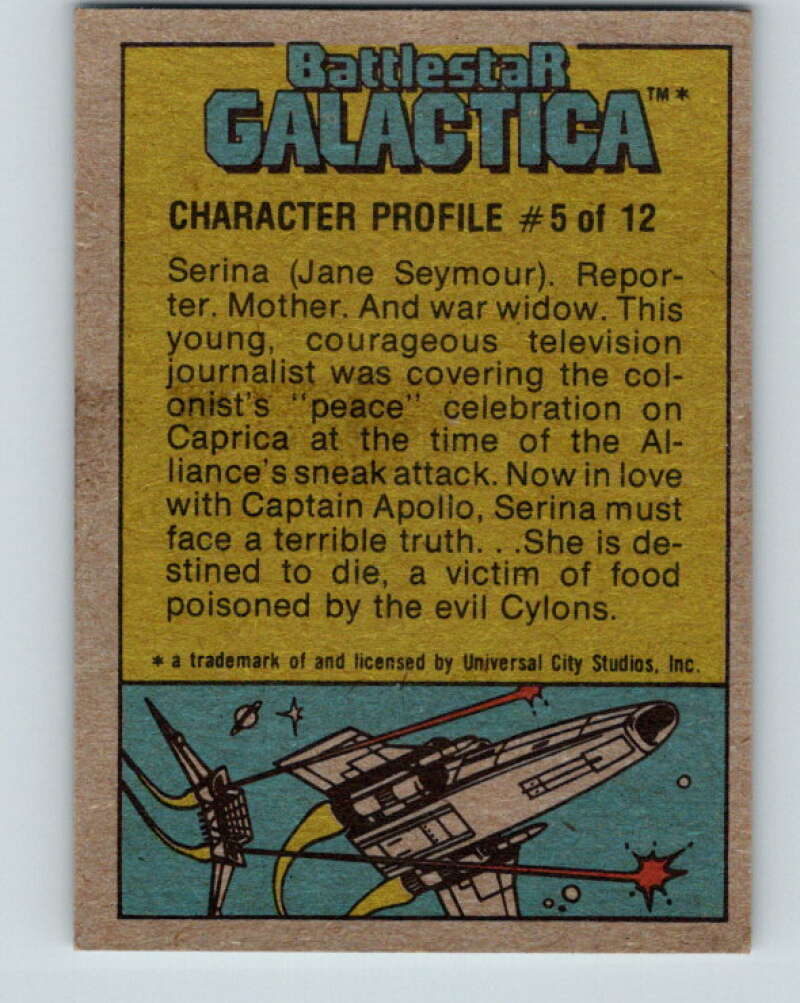 BattlestaR
GALACTICA™*
CHARACTER PROFILE #5 of 12
Serina (Jane Seymour). Repor-
ter. Mother. And war widow. This
young, courageous television
journalist was covering the col-
onist's "peace" celebration on
Caprica at the time of the Al-
liance's sneak attack. Now in love
with Captain Apollo, Serina must
face a terrible truth. . .She is de-
stined to die, a victim of food
poisoned by the evil Cylons.
* a trademark of and licensed by Universal City Studios, Inc.